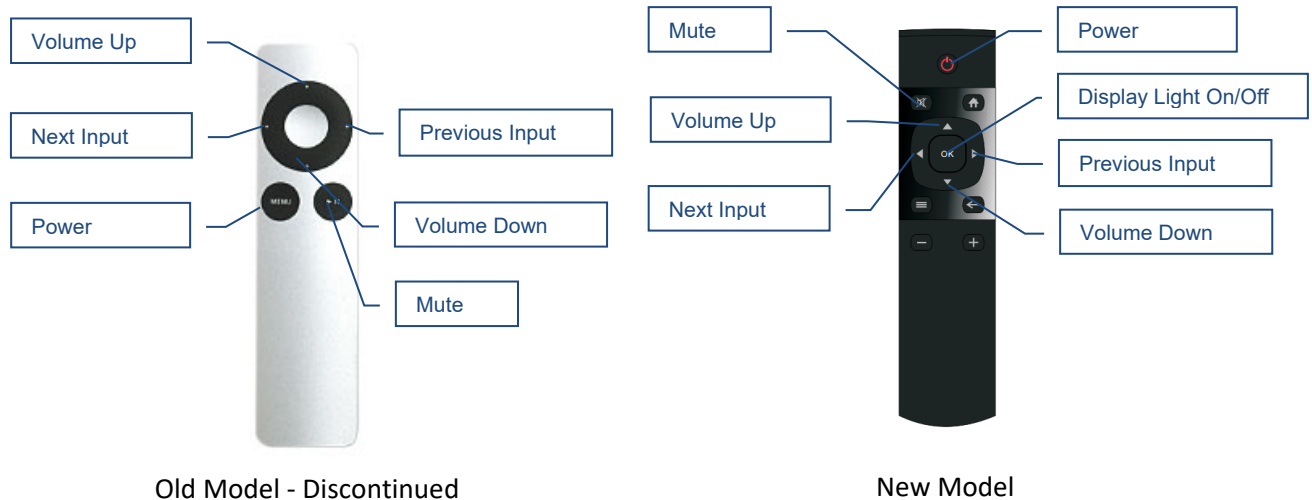 Volume Up
Next Input
Previous Input
MENU
Power
Volume Down
Mute
Old Model - Discontinued
Mute
Power
Display Light On/Off
Volume Up
OK
Previous Input
Next Input
Volume Down
New Model